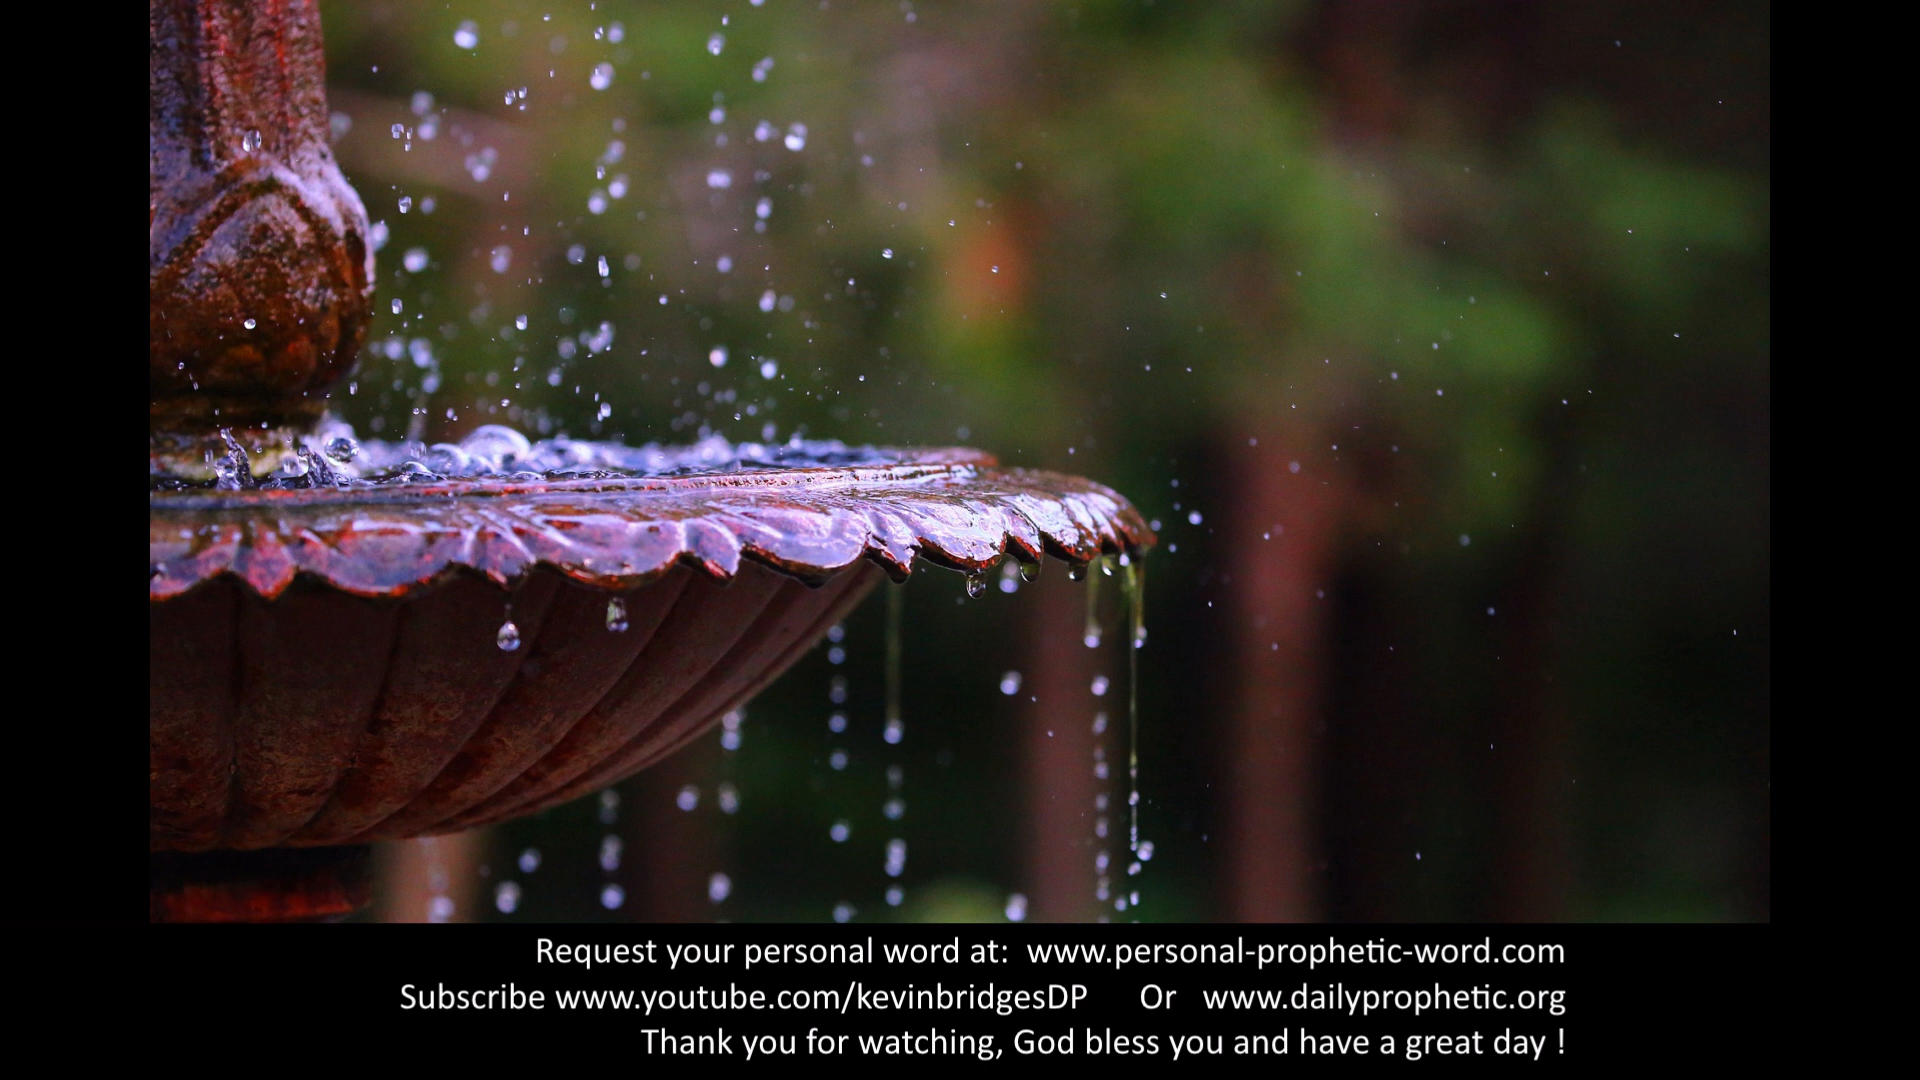 Request your personal word at:  www.personal-prophetic-word.com
Subscribe www.youtube.com/kevinbridgesDP     Or   www.dailyprophetic.org
Thank you for watching, God bless you and have a great day !